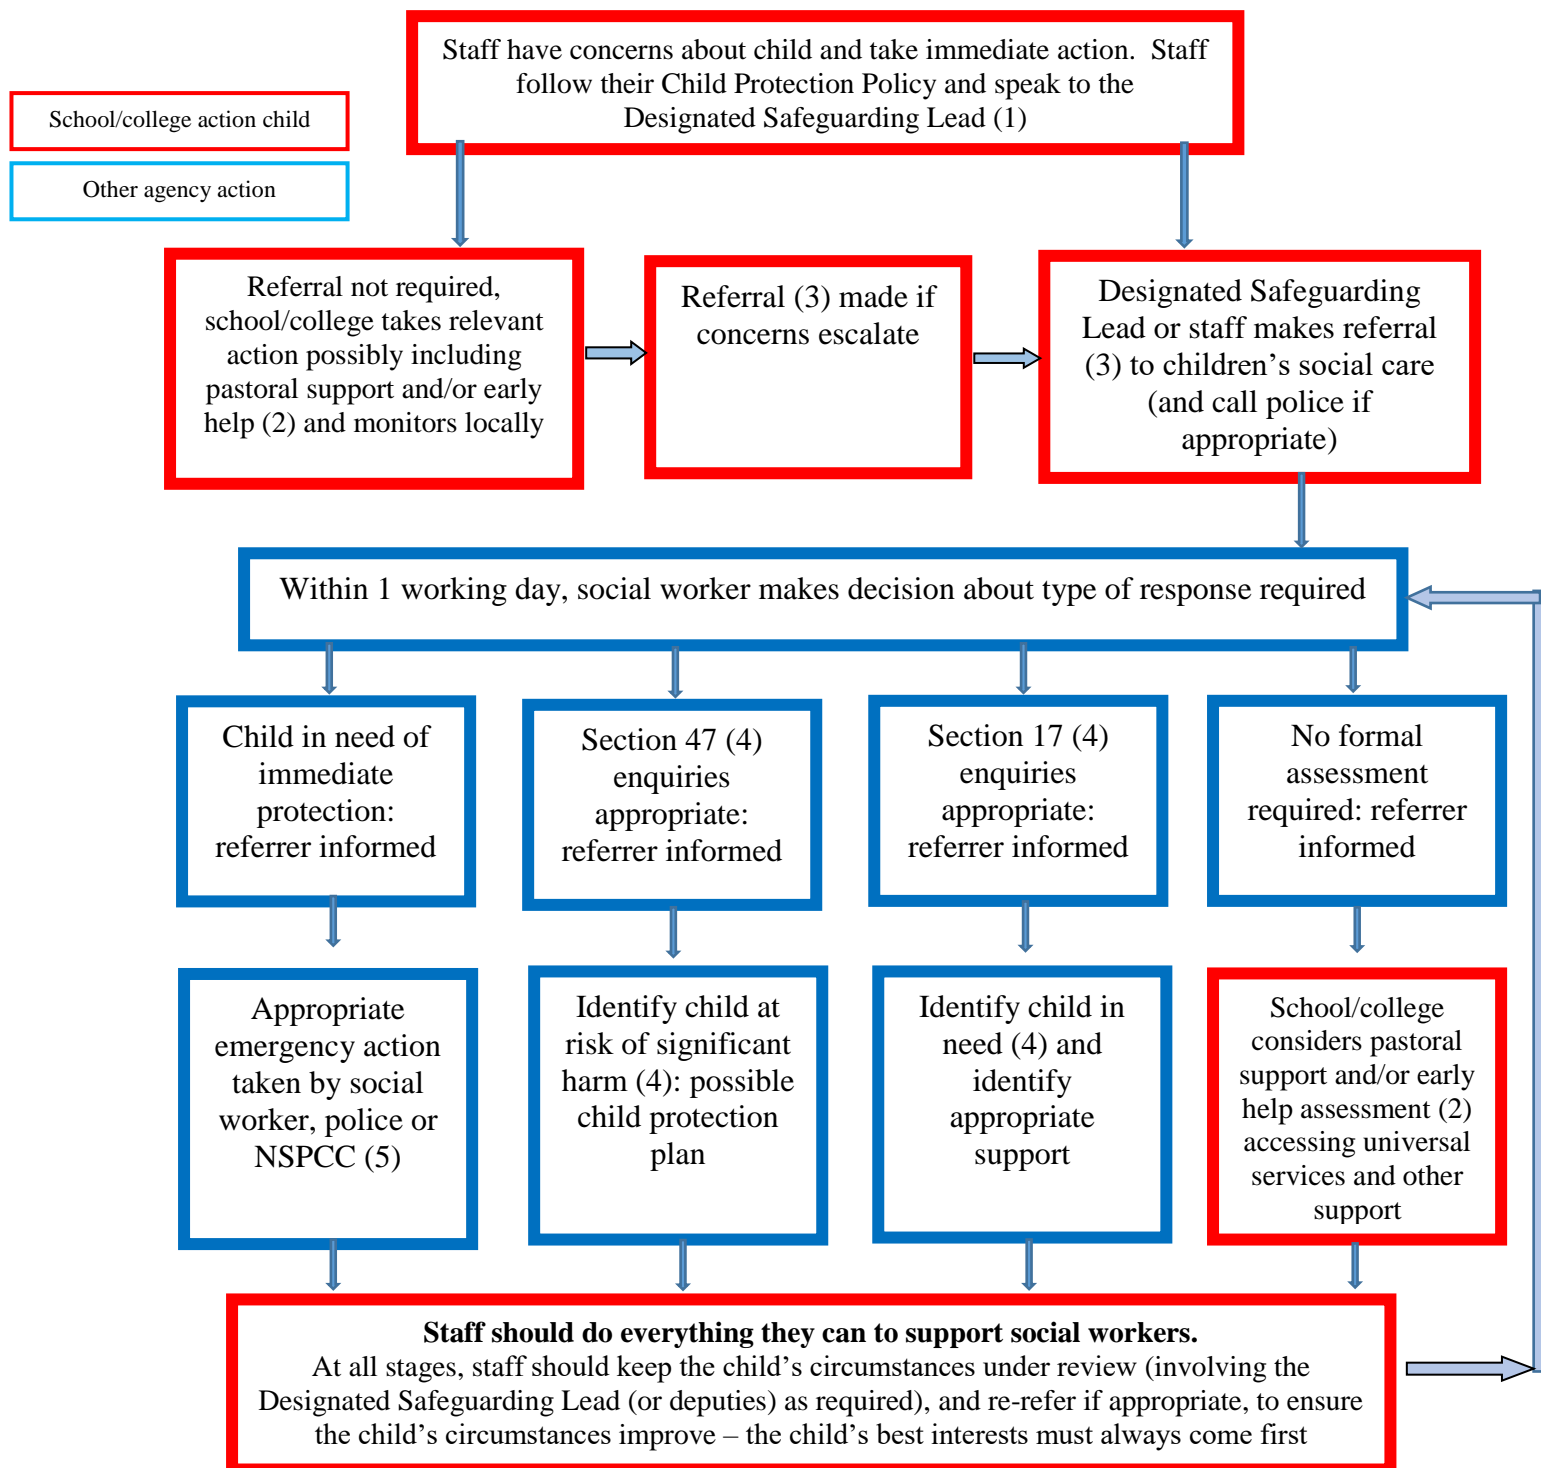 Staff have concerns about child and take immediate action.  Staff
follow their Child Protection Policy and speak to the
Designated Safeguarding Lead (1)
School/college action child
Other agency action
Referral not required,
school/college takes relevant
action possibly including
pastoral support and/or early
help (2) and monitors locally
Referral (3) made if
concerns escalate
Designated Safeguarding
Lead or staff makes referral
(3) to children’s social care
(and call police if
appropriate)
Within 1 working day, social worker makes decision about type of response required
Child in need of
immediate
protection:
referrer informed
Section 47 (4)
enquiries
appropriate:
referrer informed
Section 17 (4)
enquiries
appropriate:
referrer informed
No formal
assessment
required: referrer
informed
Appropriate
emergency action
taken by social
worker, police or
NSPCC (5)
Identify child at
risk of significant
harm (4): possible
child protection
plan
Identify child in
need (4) and
identify
appropriate
support
School/college
considers pastoral
support and/or early
help assessment (2)
accessing universal
services and other
support
Staff should do everything they can to support social workers.
At all stages, staff should keep the child’s circumstances under review (involving the
Designated Safeguarding Lead (or deputies) as required), and re-refer if appropriate, to ensure
the child’s circumstances improve – the child’s best interests must always come first